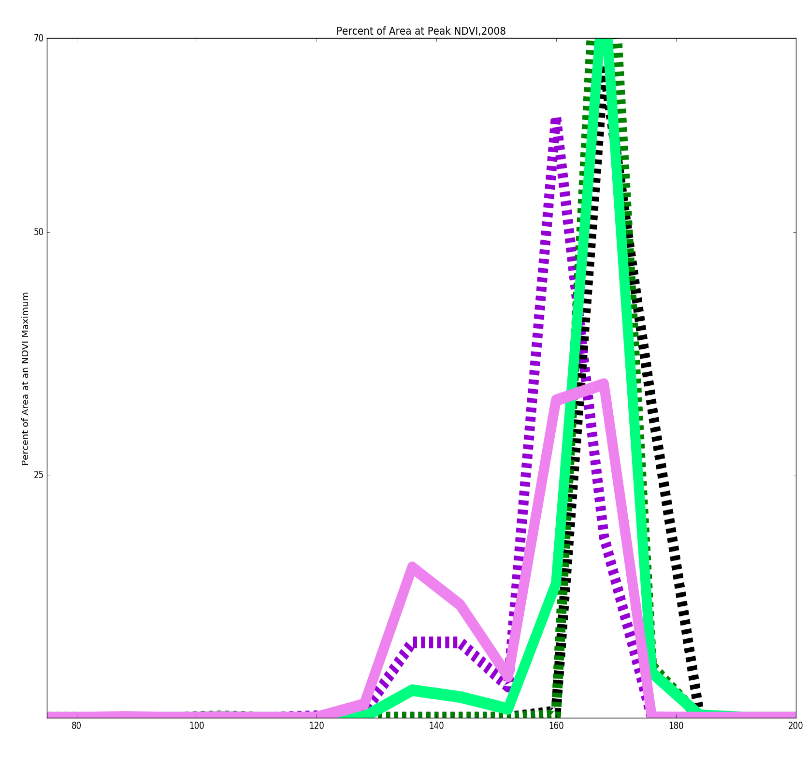 Percent of Area at Peak NDVI,2008
70
50
25
Percent of Area at an NDVI Maximum
80 100 120 140 160 180 200